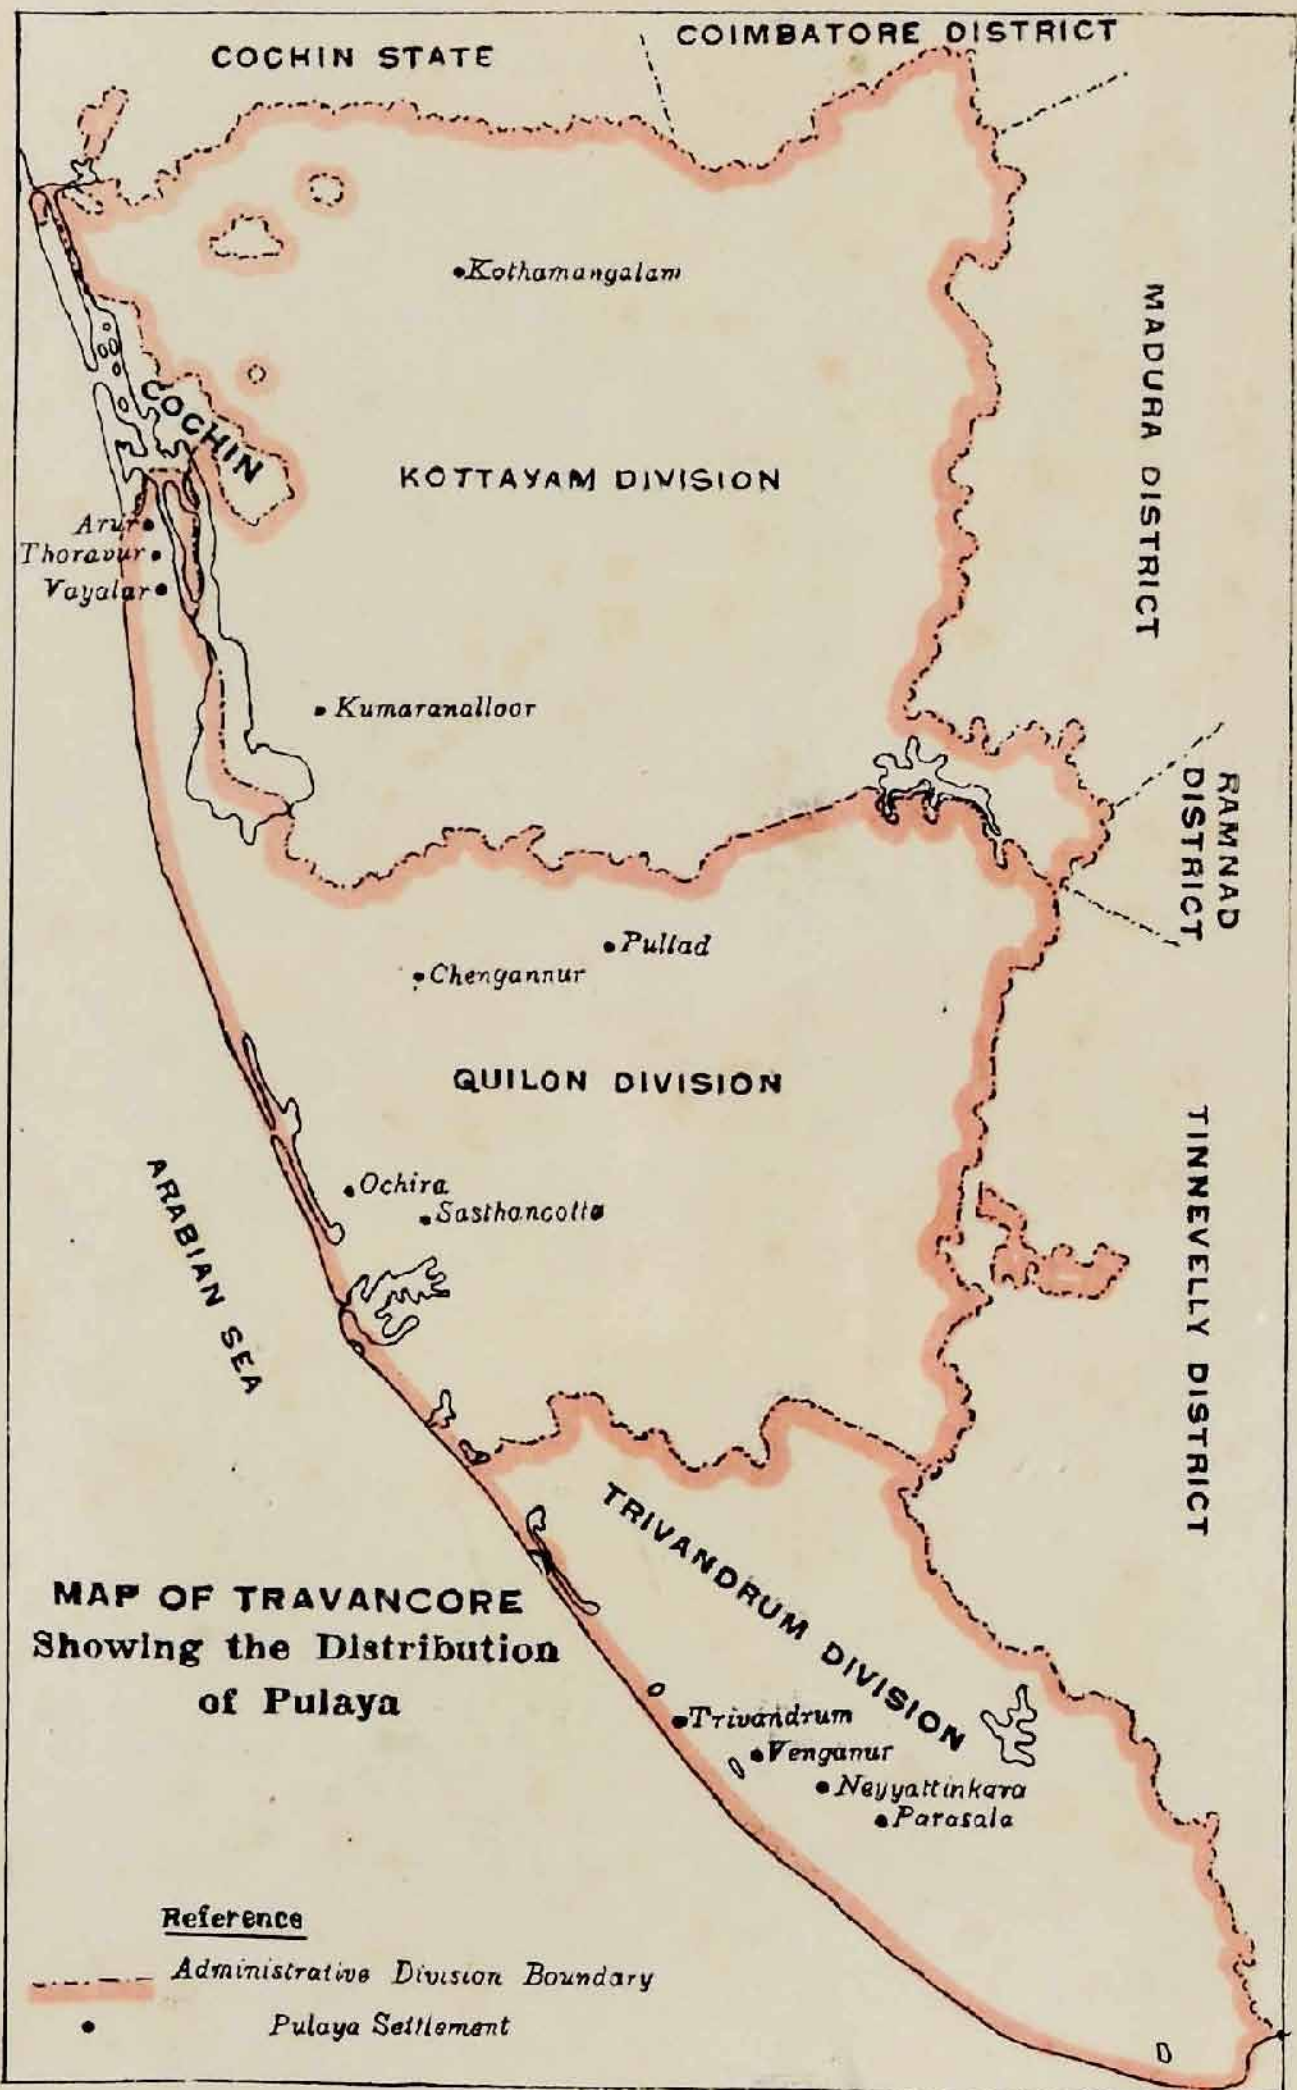 COCHIN STATE
COIMBATORE DISTRICT
Kothamangalam
MADURA DISTRICT
COCHIN
KOTTAYAM DIVISION
Arur
Thoravur
Vayalar
Kumaranalloor
RAMNAD
DISTRICT
Pullad
Chengannur
QUILON DIVISION
TINNEVELLY DISTRICT
Ochira
Sasthancotta
ARABIAN SEA
TRIVANDRUM DIVISION
MAP OF TRAVANCORE
Showing the Distribution
of Pulaya
Trivandrum
Venganur
Neyyattinkara
Parasala
Reference
Administrative Division Boundary
Pulaya Settlement